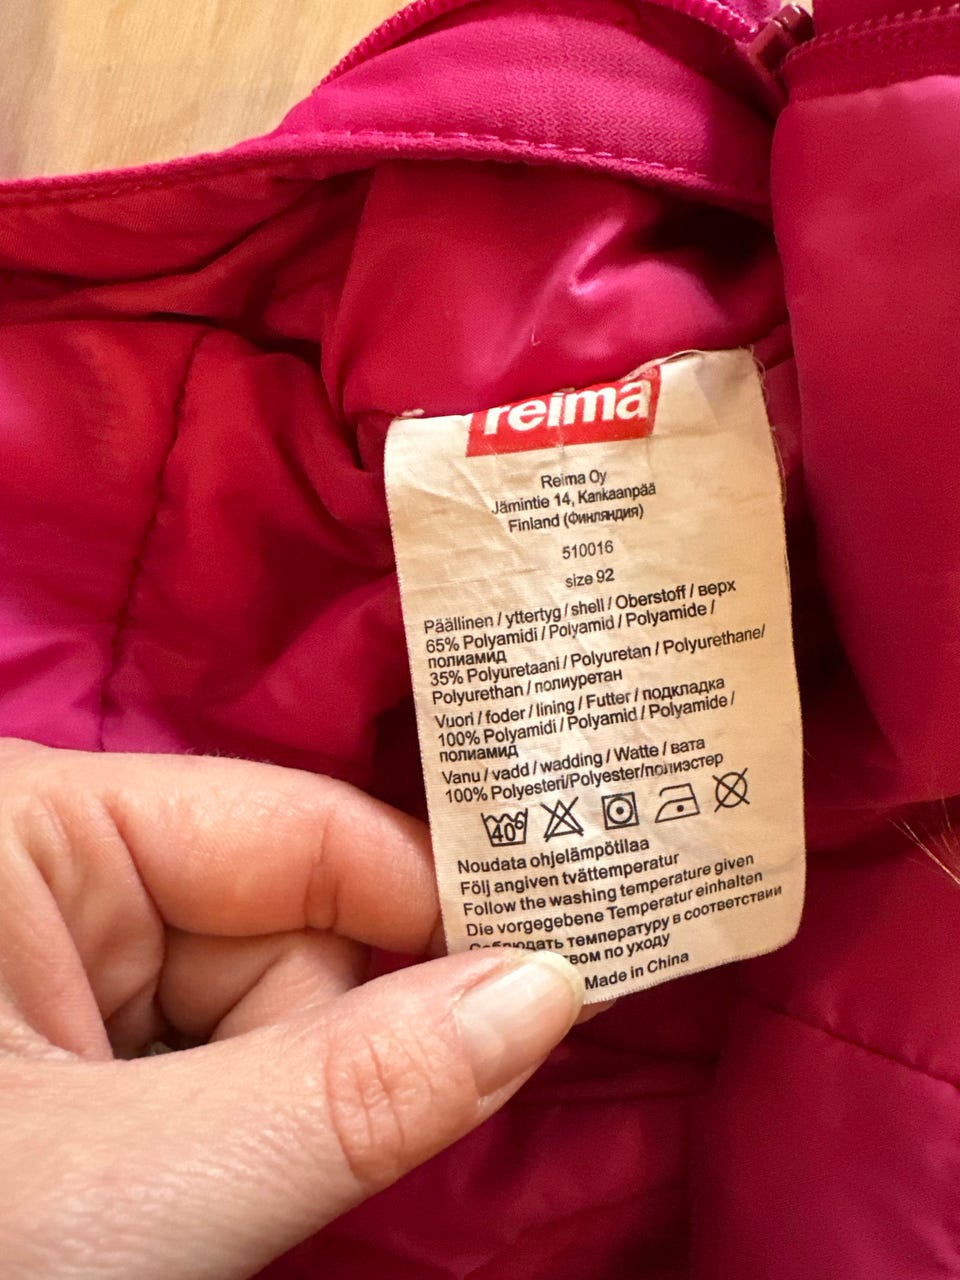 reima
Reima Oy
Jämintie 14, Kankaanpää
Finland (Финляндия)
510016
size 92
Päällinen / yttertyg / shell / Oberstoff / верх
65% Polyamidi / Polyamid / Polyamide /
полиамид
35% Polyuretaani / Polyuretan / Polyurethane/
Polyurethan / полиуретан
Vuori / foder / lining / Futter / подкладка
100% Polyamidi / Polyamid / Polyamide /
полиамид
Vanu / vadd / wadding / Watte / вата
100% Polyesteri/Polyester/полиэстер
40°
Noudata ohjelämpötilaa
Följ angiven tvättemperatur
Follow the washing temperature given
Die vorgegebene Temperatur einhalten
Соблюдать температуру в соответствии
по уходу
Made in China